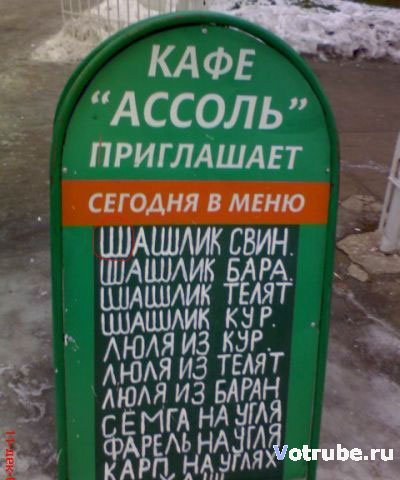 КАФЕ
“АССОЛЬ”
ПРИГЛАШАЕТ
СЕГОДНЯ В МЕНЮ
ШАШЛИК СВИН.
ШАШЛИК БАРА.
ШАШЛИК ТЕЛЯТ
ШАШЛИК КУР.
ЛЮЛЯ ИЗ КУР.
ЛЮЛЯ ИЗ ТЕЛЯТ
ЛЮЛЯ ИЗ БАРАН
СЁМГА НА УГЛЯ
ФАРЕЛЬ НА УГЛЯ
КАРП. НА УГЛЯХ
Votrube.ru